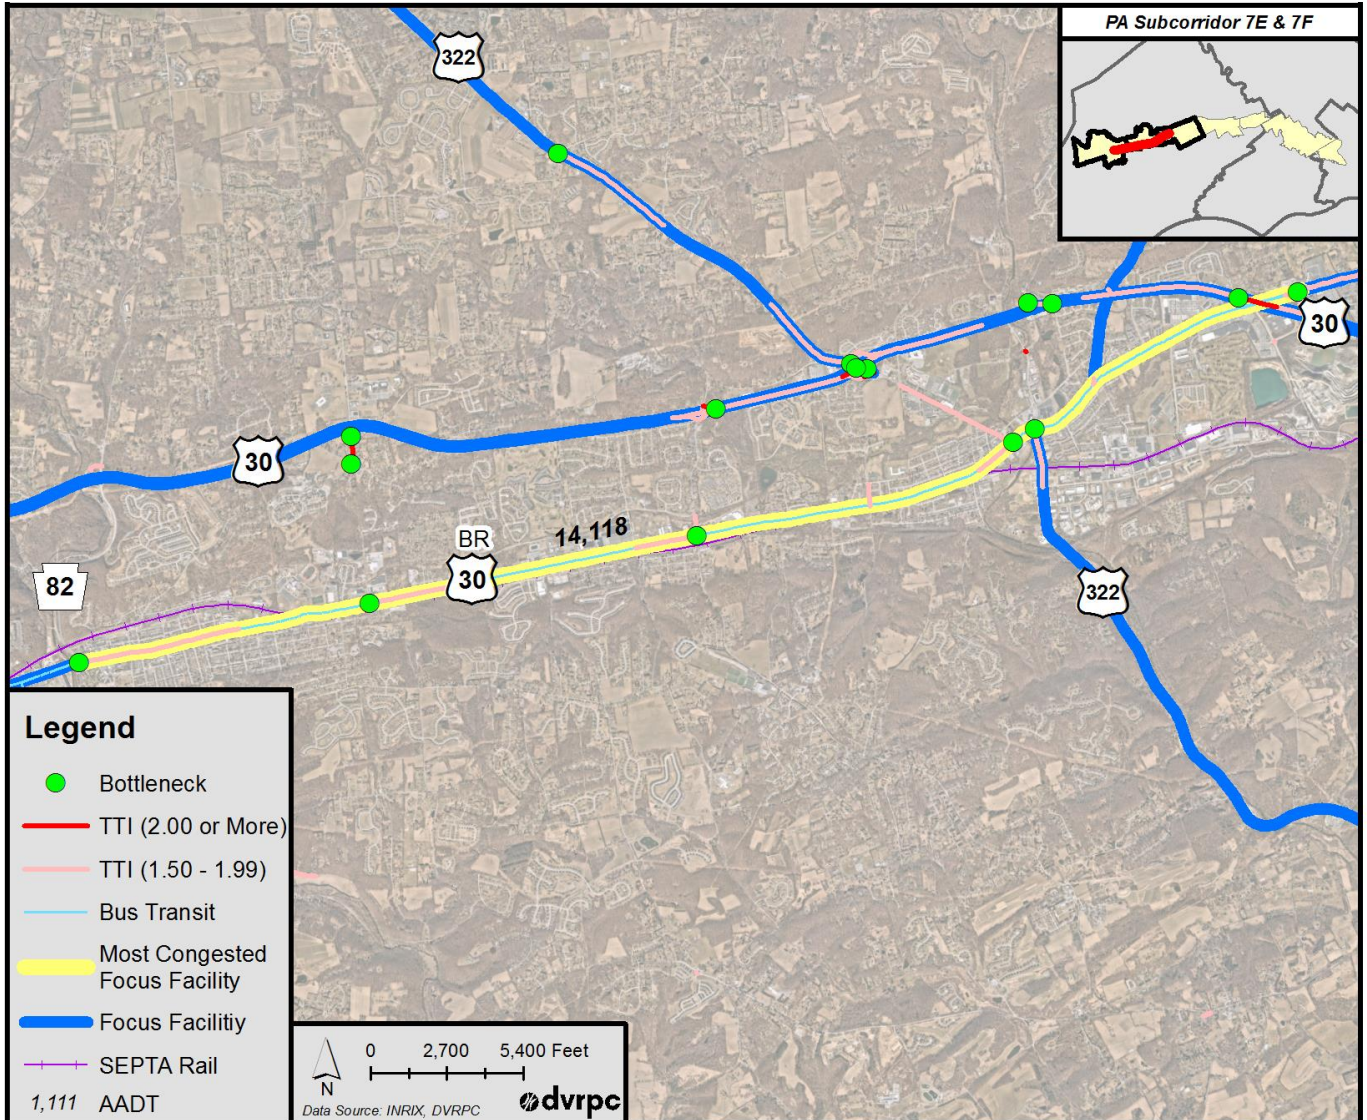 PA Subcorridor 7E & 7F
322
30
30
BR
30
14,118
82
322
Legend
Bottleneck
TTI (2.00 or More)
TTI (1.50 - 1.99)
Bus Transit
Most Congested
Focus Facility
Focus Facilitiy
SEPTA Rail
1,111 AADT
N
0 2,700 5,400 Feet
Data Source: INRIX, DVRPC
dvrpc